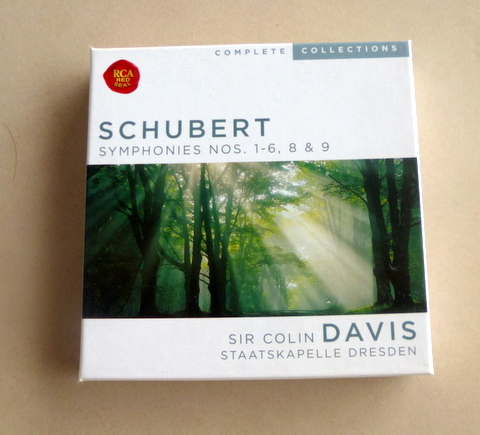 COMPLETE COLLECTIONS
RCA
RED
SEAL
SCHUBERT
SYMPHONIES NOS. 1-6, 8 & 9
SIR COLIN DAVIS
STAATSKAPELLE DRESDEN